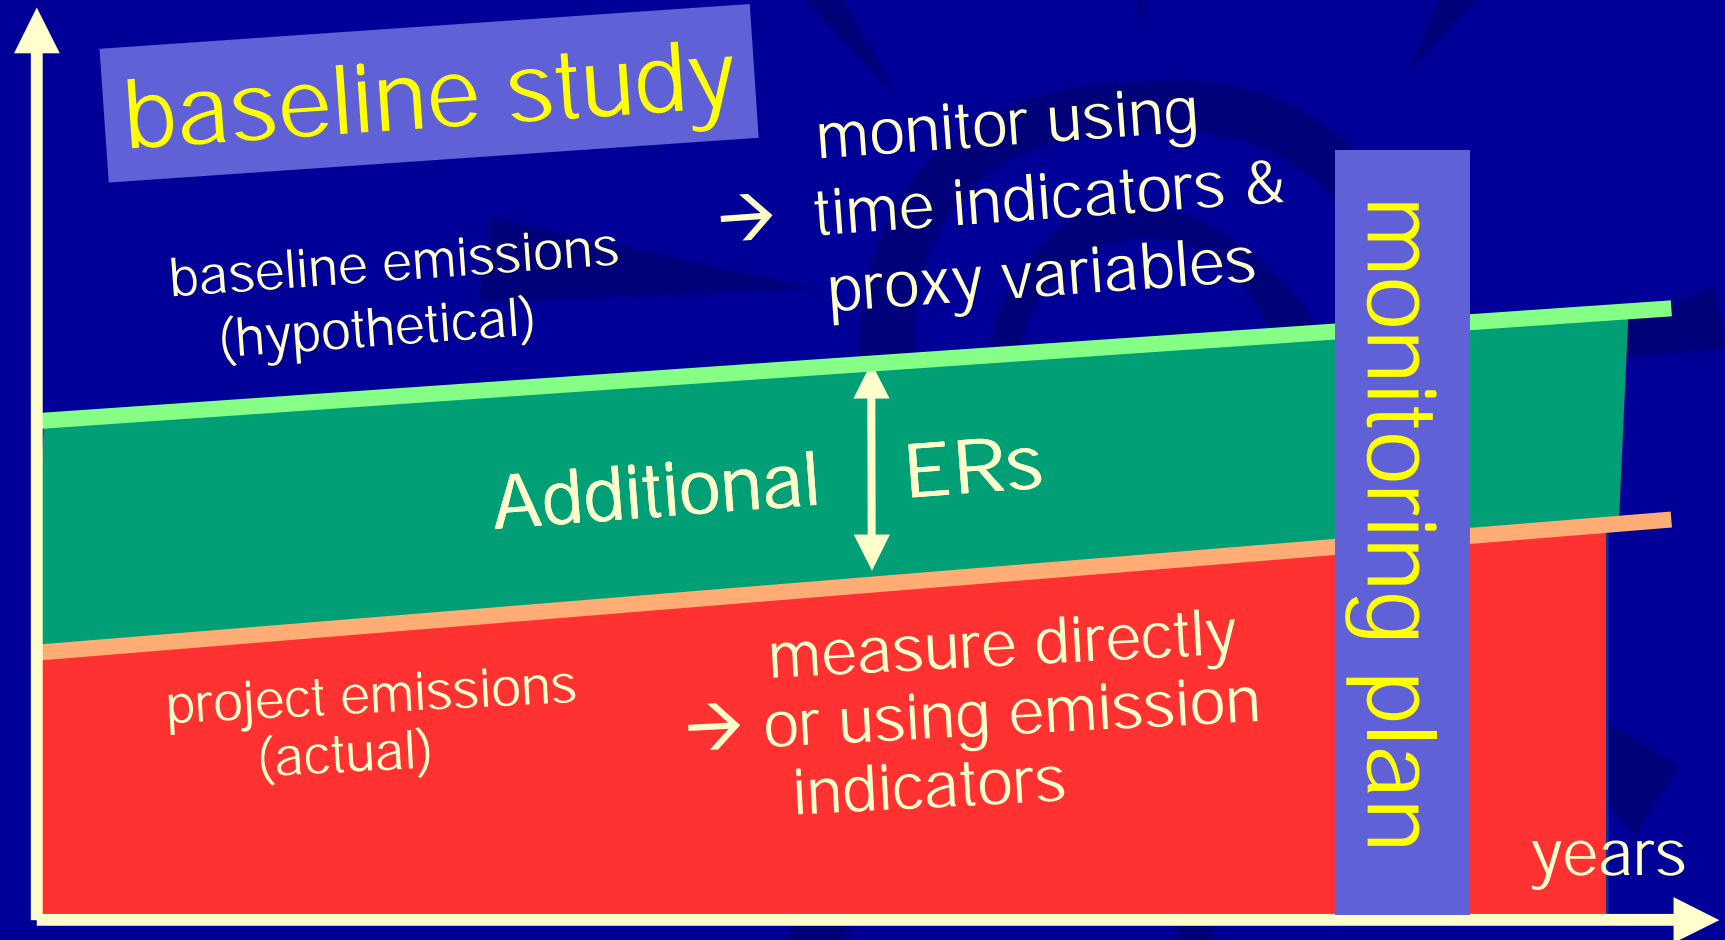 baseline study
baseline emissions
(hypothetical)
→ monitor using
time indicators &
proxy variables
Additional ERs
project emissions
(actual)
→ measure directly
or using emission
indicators
monitoring plan
years